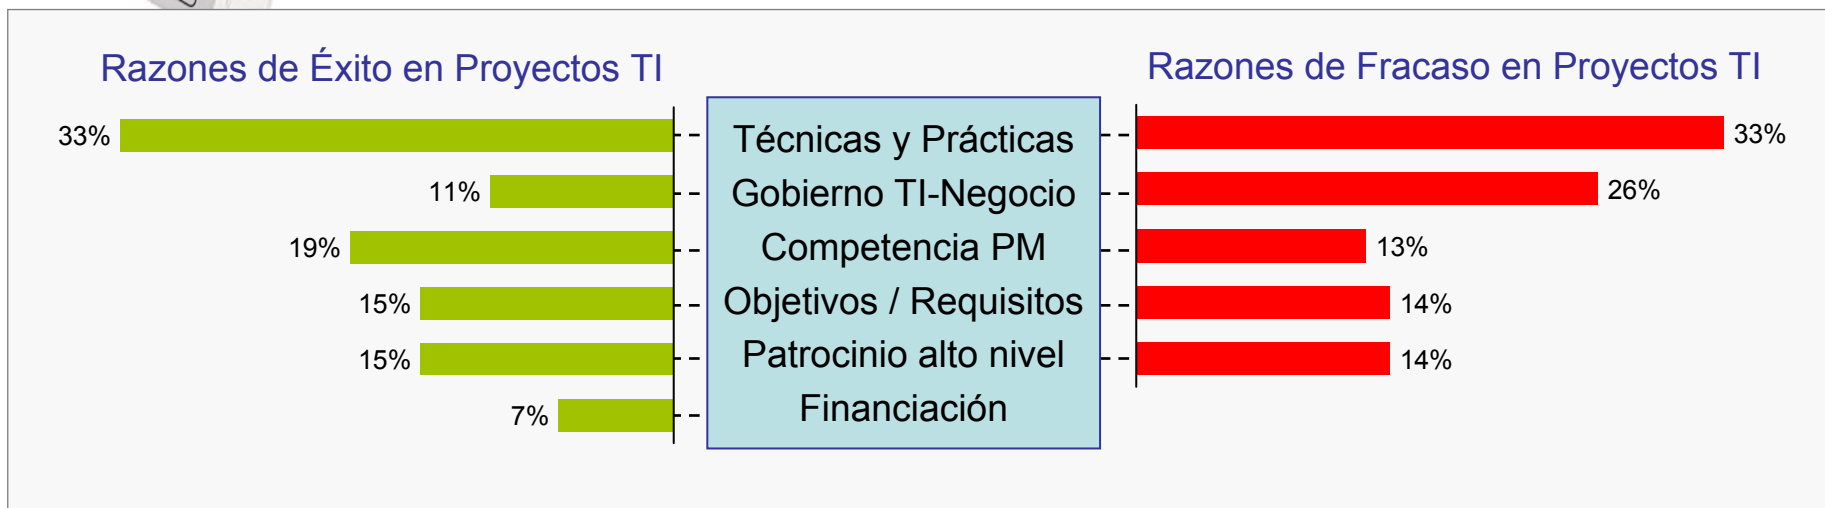 Razones de Éxito en Proyectos TI
33%
11%
19%
15%
15%
7%
Técnicas y Prácticas
Gobierno TI-Negocio
Competencia PM
Objetivos / Requisitos
Patrocinio alto nivel
Financiación
Razones de Fracaso en Proyectos TI
33%
26%
13%
14%
14%